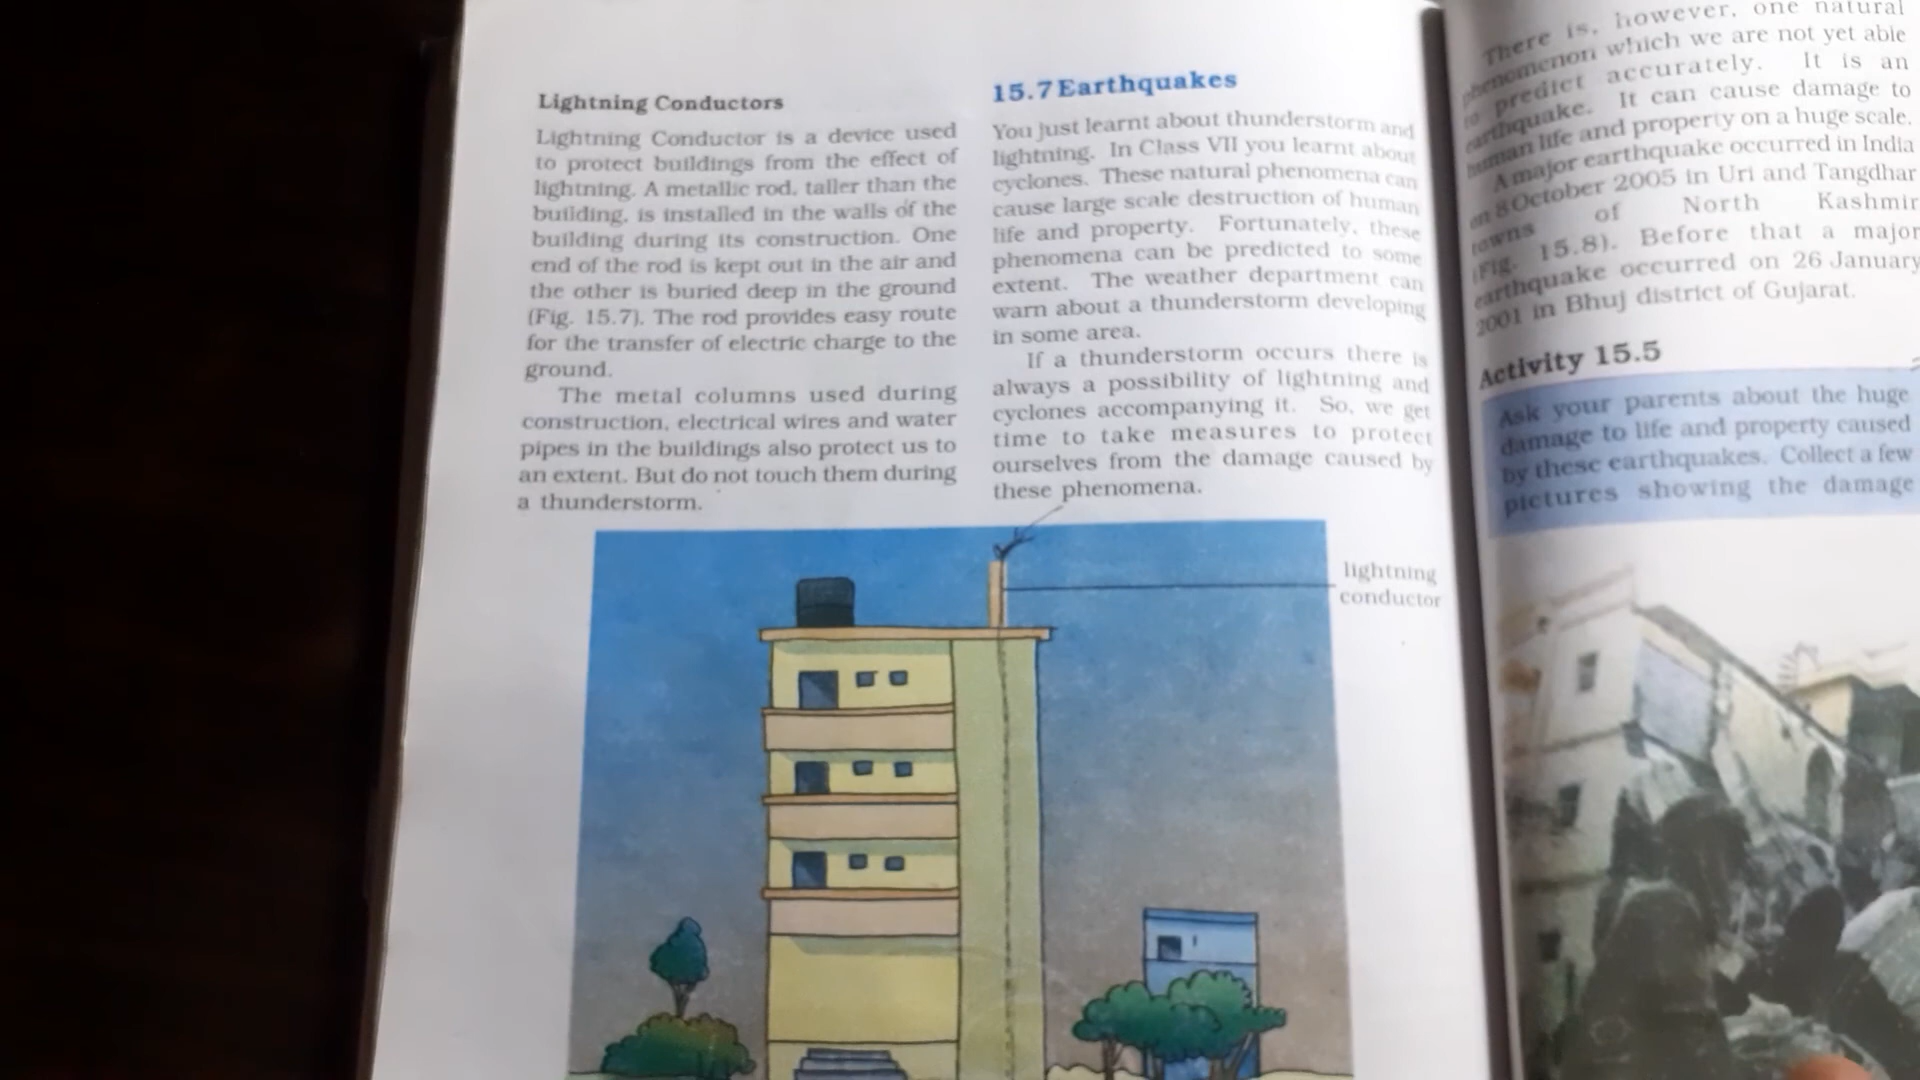 Lightning Conductors
Lightning Conductor is a device used
to protect buildings from the effect of
lightning. A metallic rod, taller than the
building, is installed in the walls of the
building during its construction. One
end of the rod is kept out in the air and
the other is buried deep in the ground
(Fig. 15.7). The rod provides easy route
for the transfer of electric charge to the
ground.
The metal columns used during
construction, electrical wires and water
pipes in the buildings also protect us to
an extent. But do not touch them during
a thunderstorm.
15.7 Earthquakes
You just learnt about thunderstorm and
lightning. In Class VII you learnt about
cyclones. These natural phenomena can
cause large scale destruction of human
life and property. Fortunately, these
phenomena can be predicted to some
extent. The weather department can
warn about a thunderstorm developing
in some area.
If a thunderstorm occurs there is
always a possibility of lightning and
cyclones accompanying it. So, we get
time to take measures to protect
ourselves from the damage caused by
these phenomena.
lightning
conductor
There is, however, one natural
phenomenon which we are not yet able
to predict accurately. It is an
earthquake. It can cause damage to
human life and property on a huge scale.
A major earthquake occurred in India
on 8 October 2005 in Uri and Tangdhar
towns of North Kashmir
(Fig. 15.8). Before that a major
earthquake occurred on 26 January
2001 in Bhuj district of Gujarat.
Activity 15.5
Ask your parents about the huge
damage to life and property caused
by these earthquakes. Collect a few
pictures showing the damage